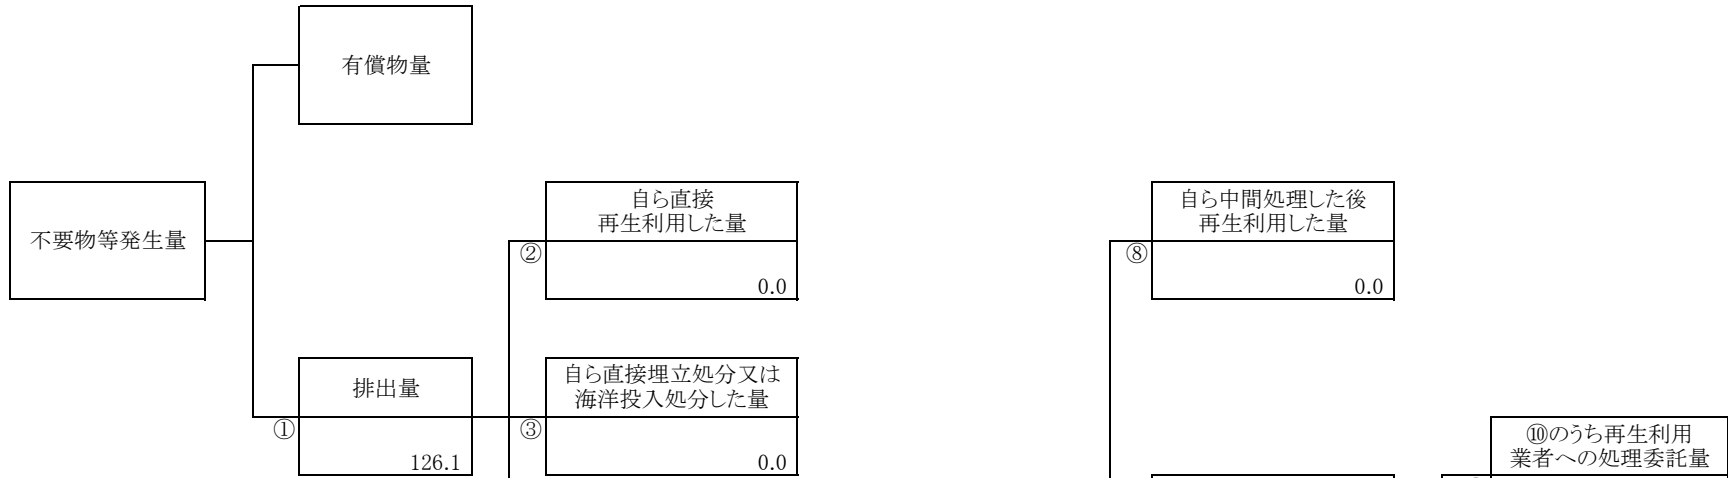 有償物量
不要物等発生量
自ら直接
再生利用した量
②
0.0
自ら中間処理した後
再生利用した量
⑧
0.0
排出量
①
126.1
自ら直接埋立処分又は
海洋投入処分した量
③
0.0
⑩のうち再生利用
業者への処理委託量